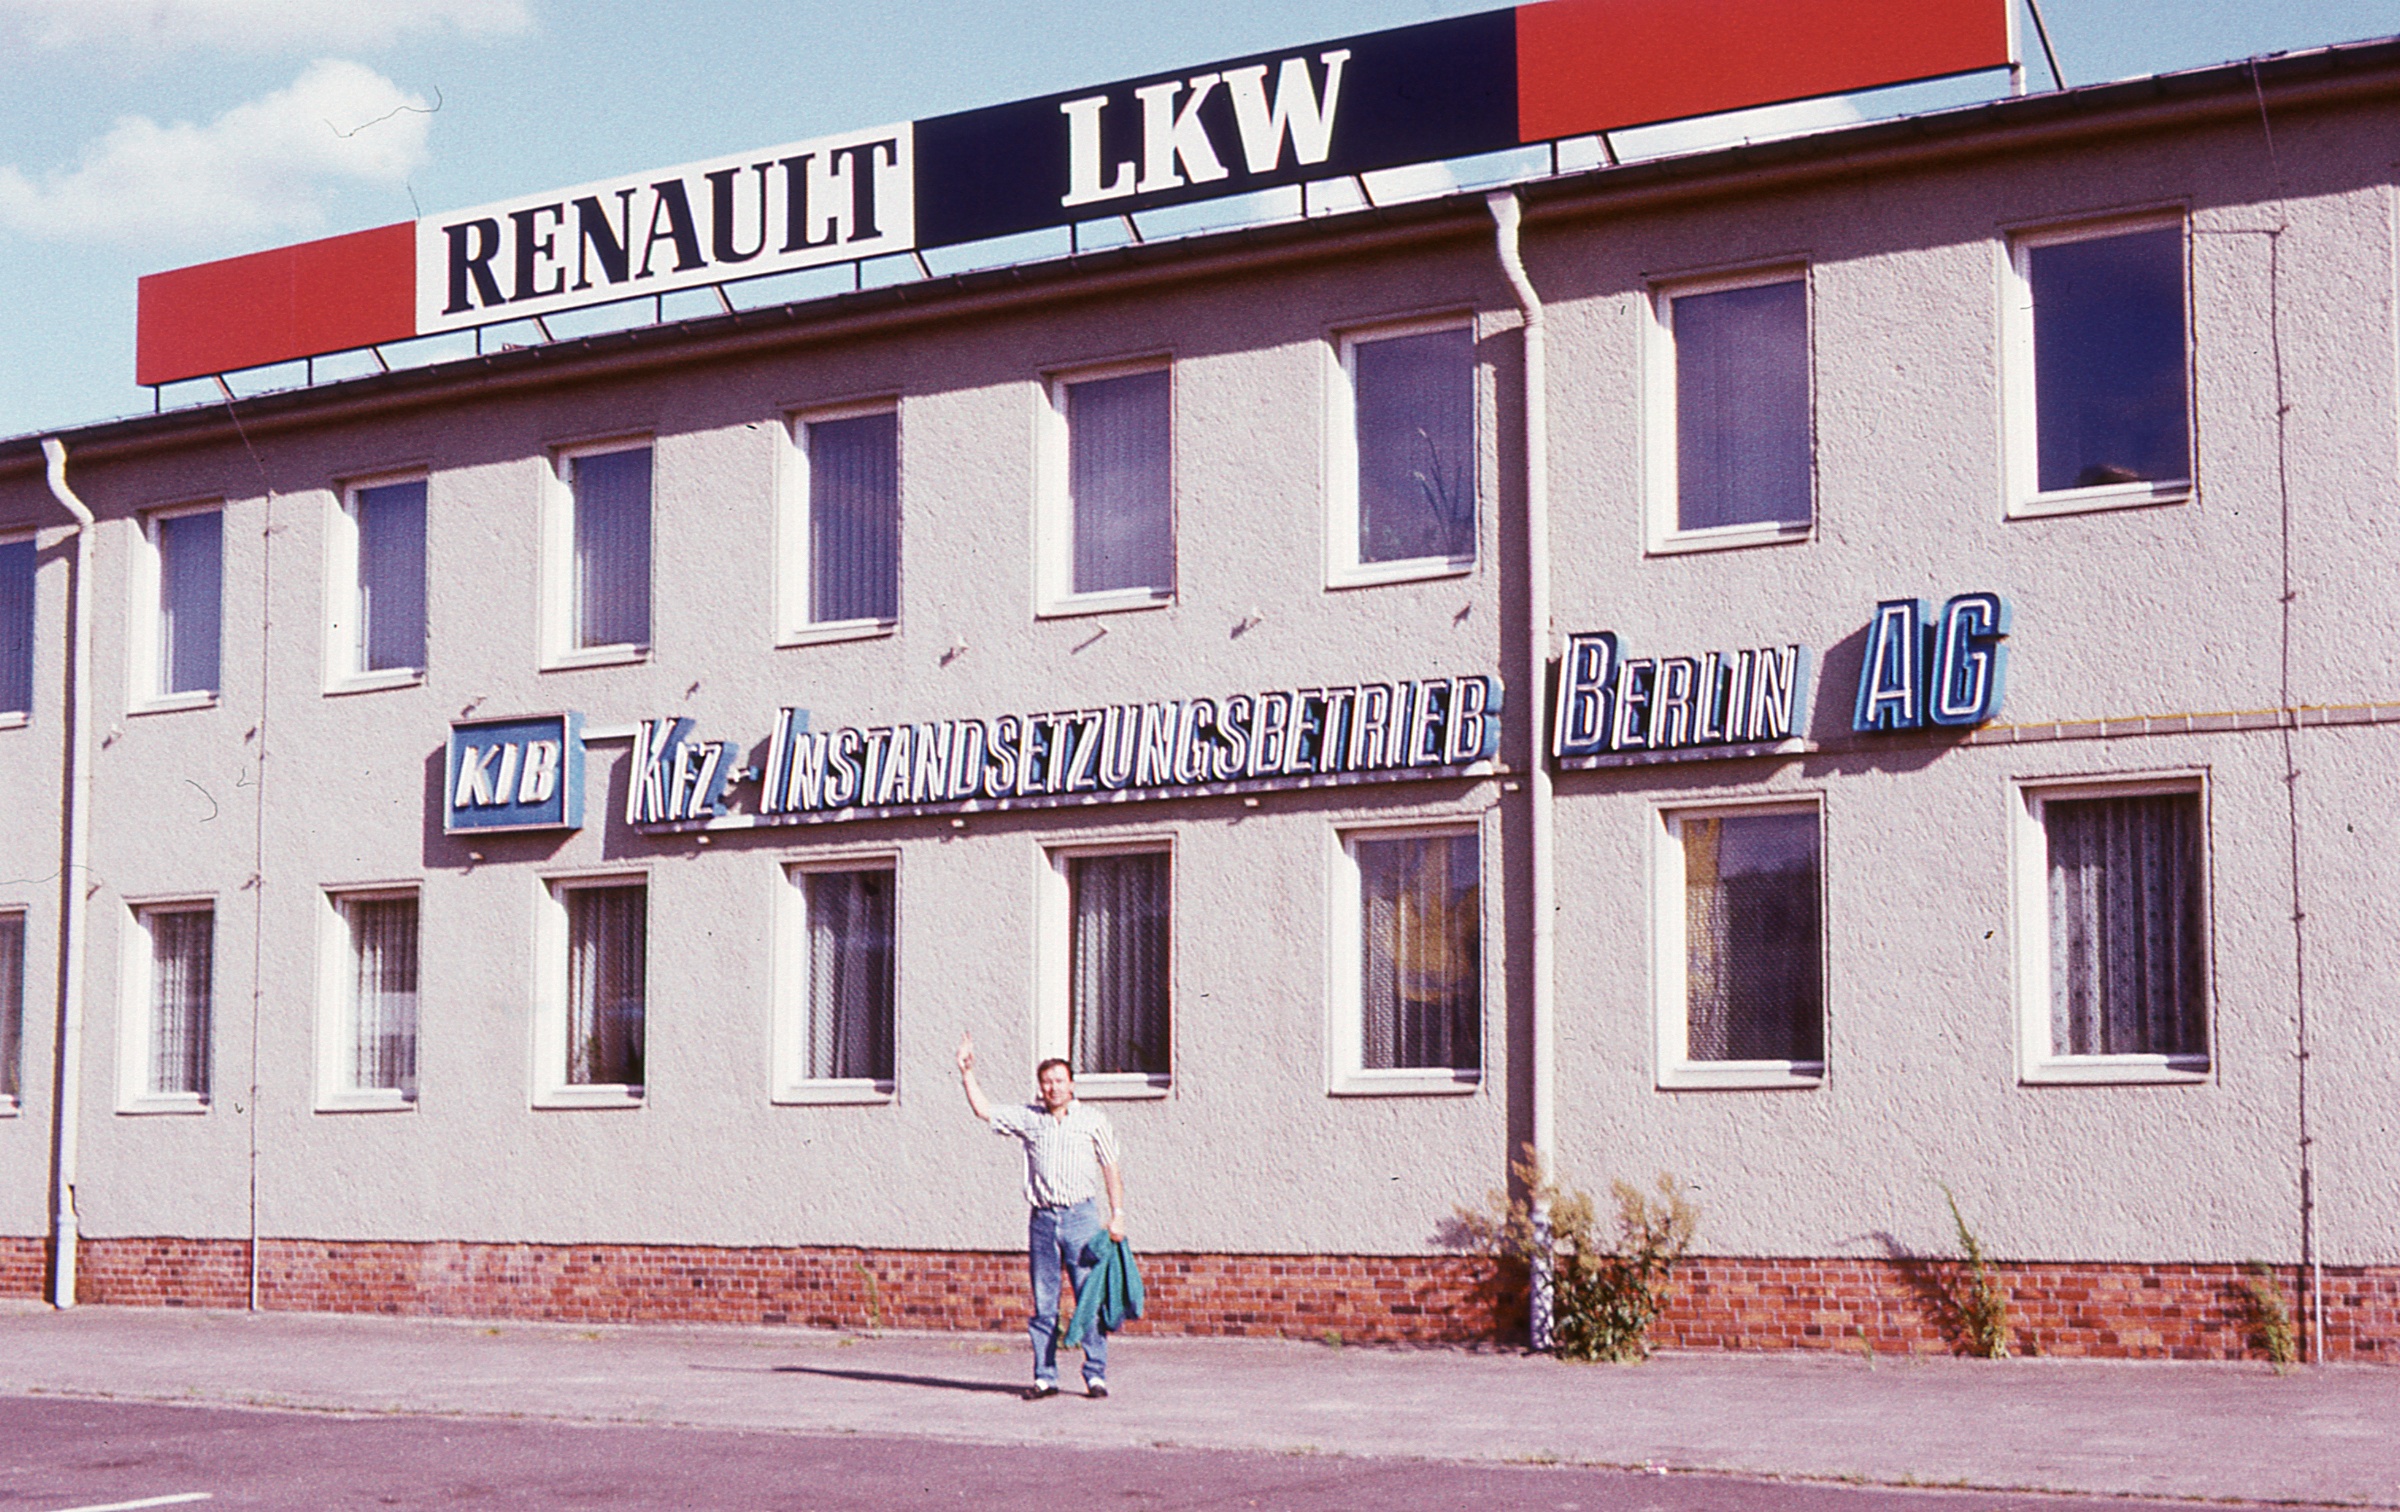 RENAULT LKW
KIB Kfz-Instandsetzungsbetrieb Berlin AG